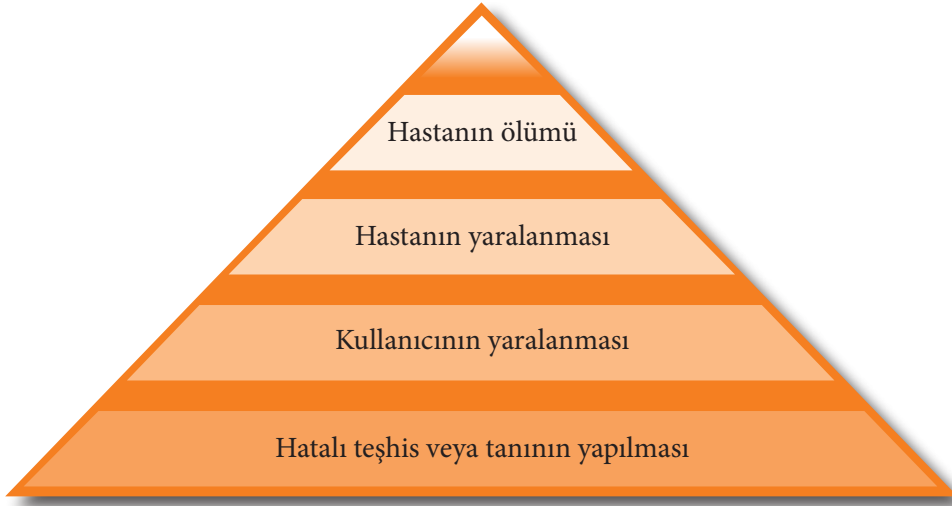 Hastanın ölümü
Hastanın yaralanması
Kullanıcının yaralanması
Hatalı teşhis veya tanının yapılması